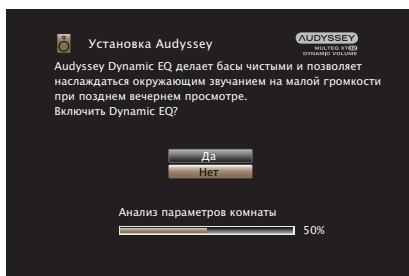 Установка Audyssey
AUDYSSEY
MULTEQ XT32
DYNAMIC VOLUME
Audyssey Dynamic EQ делает басы чистыми и позволяет
наслаждаться окружающим звучанием на малой громкости
при позднем вечернем просмотре.
Включить Dynamic EQ?
Да
Нет
Анализ параметров комнаты
50%